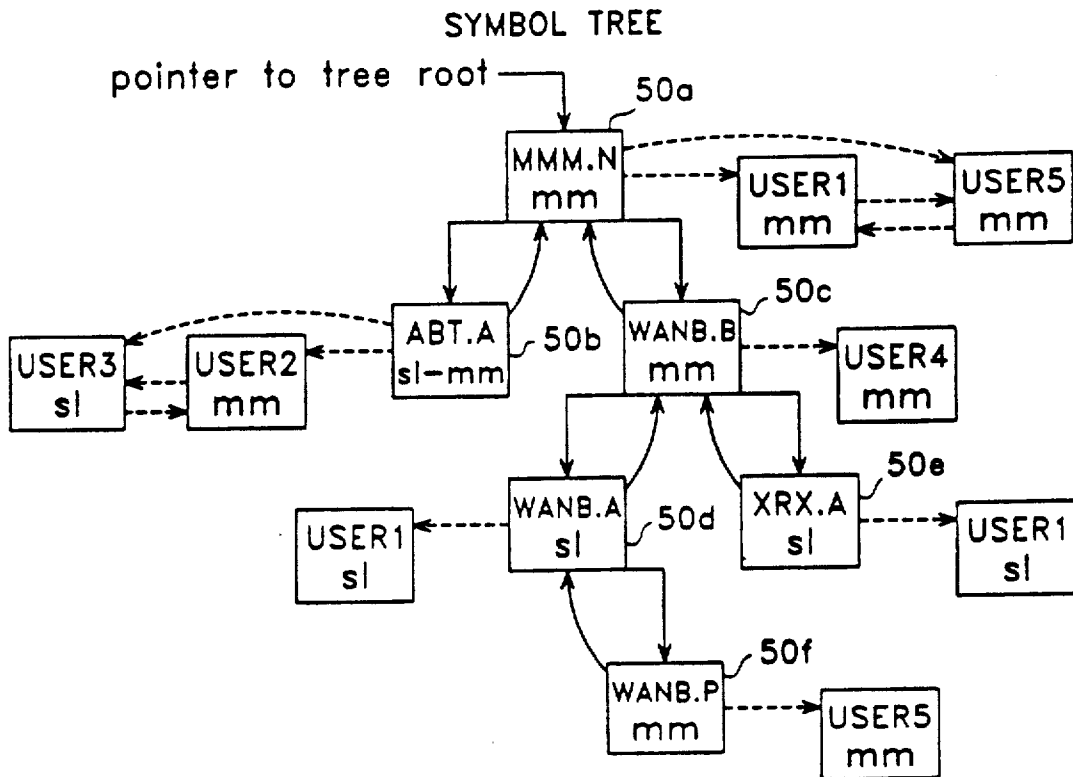 SYMBOL TREE
pointer to tree root
50a
MMM.N
mm
USER1
mm
USER5
mm
50c
ABT.A
sl-mm
50b
WANB.B
mm
USER3
sl
USER2
mm
USER4
mm
50e
WANB.A
sl
50d
XRX.A
sl
USER1
sl
USER1
sl
50f
WANB.P
mm
USER5
mm